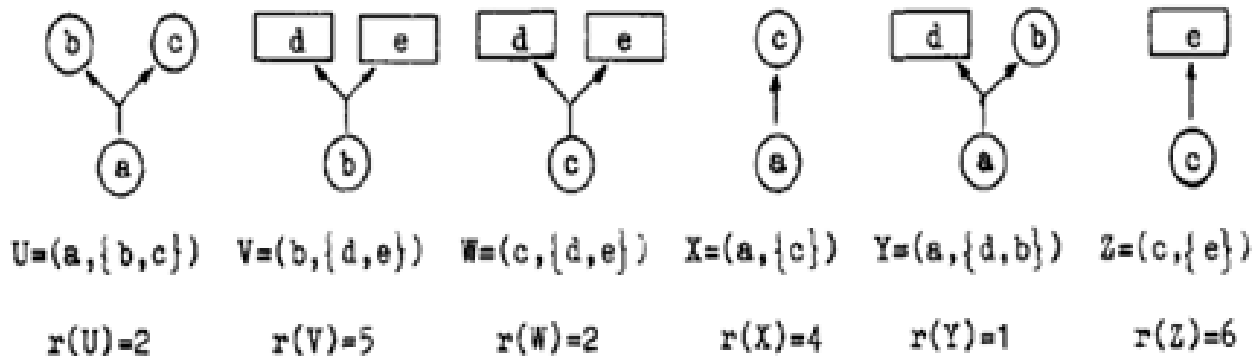 b c d e d e c d b e
a b c a a c
U=(a,{b,c}) V=(b,{d,e}) W=(c,{d,e}) X=(a,{c}) Y=(a,{d,b}) Z=(c,{e})
r(U)=2 r(V)=5 r(W)=2 r(X)=4 r(Y)=1 r(Z)=6